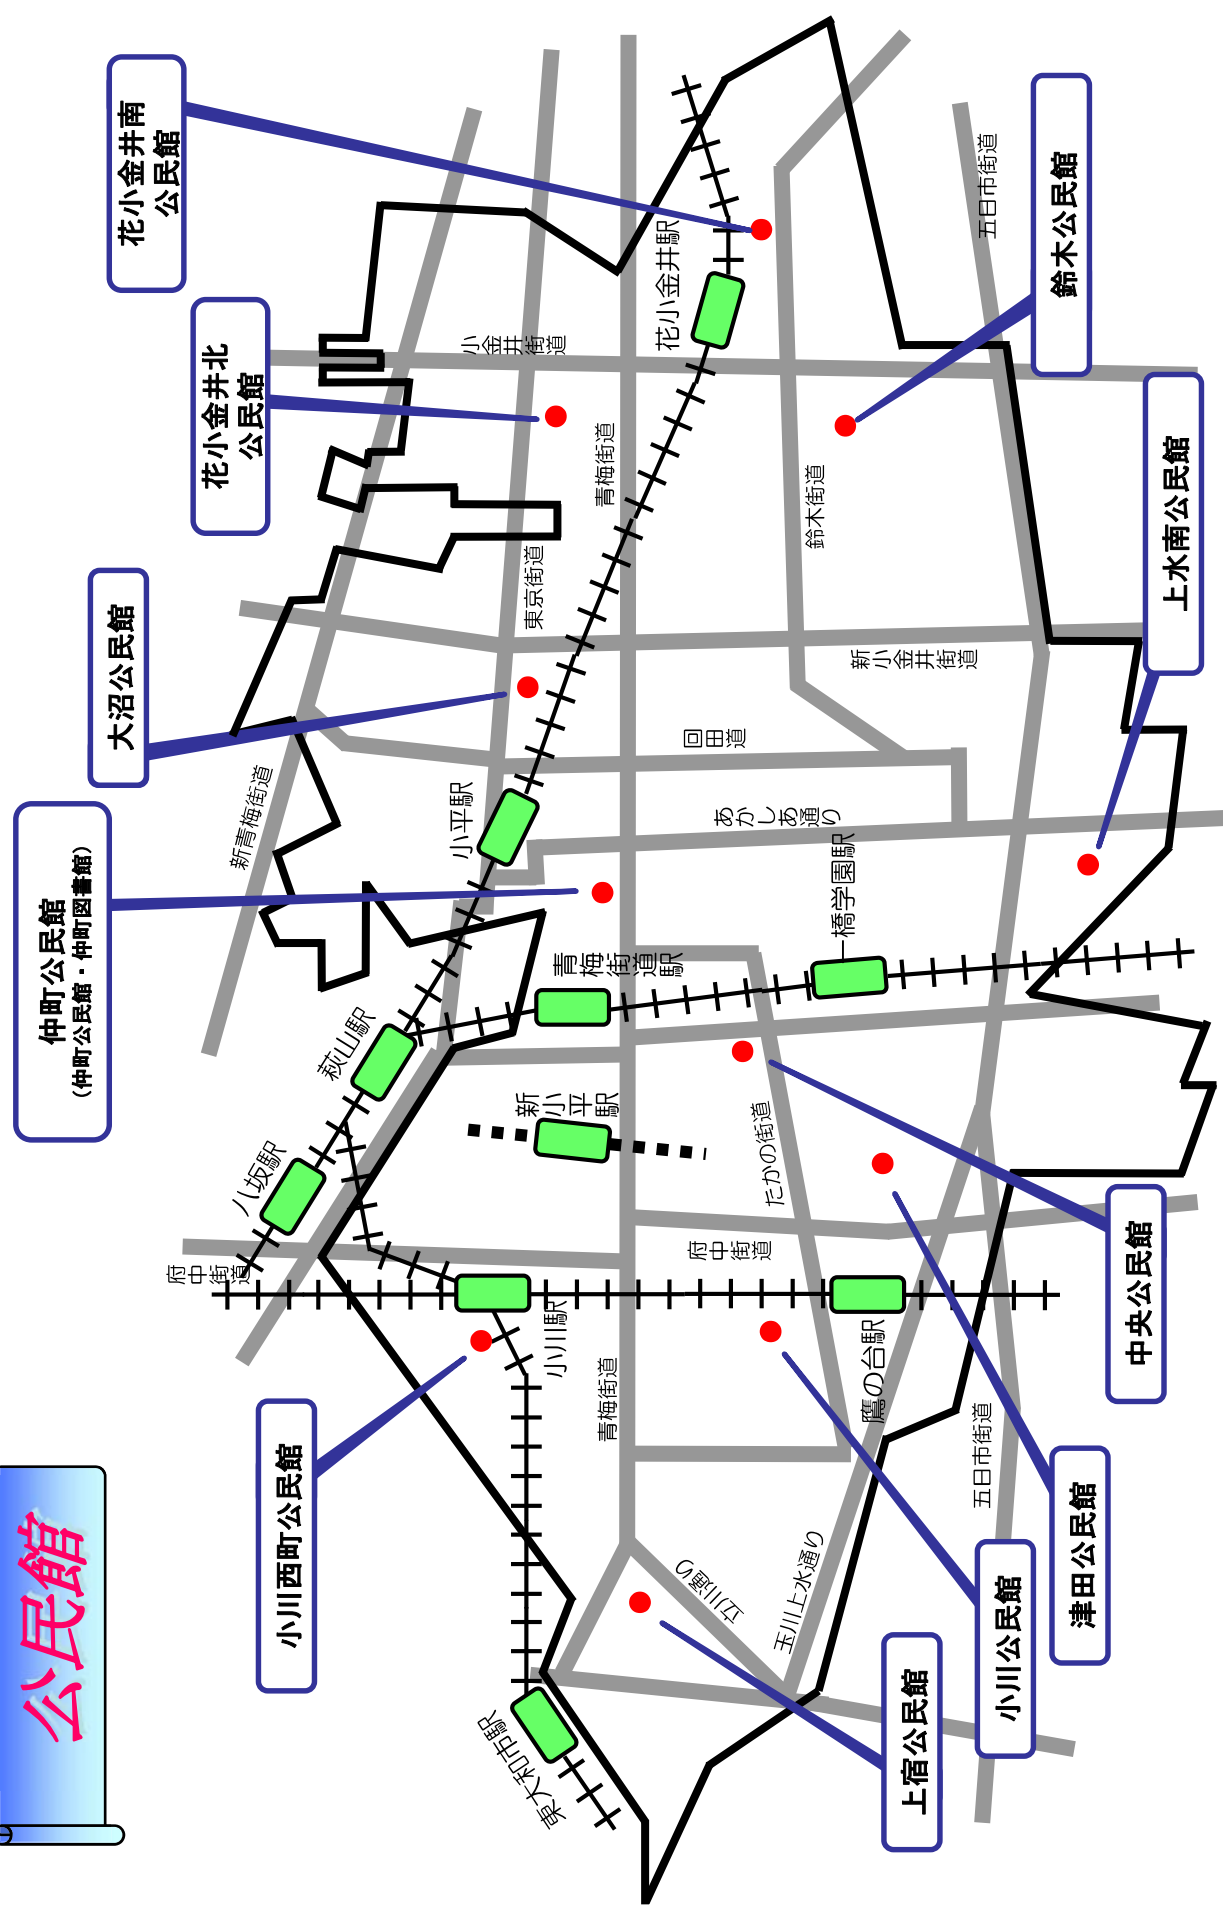 公民館
仲町公民館
（仲町公民館・仲町図書館）
大沼公民館
花小金井北
公民館
花小金井南
公民館
小川西町公民館
上宿公民館
小川公民館
津田公民館
中央公民館
上水南公民館
鈴木公民館
新青梅街道
府中街道
八坂駅
萩山駅
小平駅
東京街道
小金井街道
花小金井駅
青梅街道
青梅街道駅
新小平駅
小川駅
東大和市駅
青梅街道
立川通り
玉川上水通り
鷹の台駅
府中街道
たかの街道
一橋学園駅
あかしあ通り
回田道
新小金井街道
鈴木街道
五日市街道
五日市街道